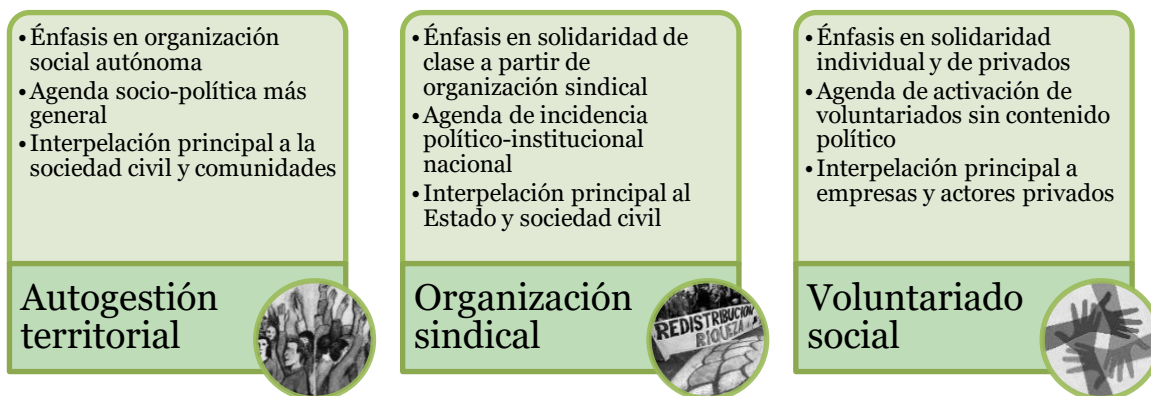 • Énfasis en organización
social autónoma
• Agenda socio-política más
general
• Interpelación principal a la
sociedad civil y comunidades
Autogestión
territorial
• Énfasis en solidaridad de
clase a partir de
organización sindical
• Agenda de incidencia
político-institucional
nacional
• Interpelación principal al
Estado y sociedad civil
Organización
sindical
REDISTRIBUCION
RIQUEZA
• Énfasis en solidaridad
individual y de privados
• Agenda de activación de
voluntariados sin contenido
político
• Interpelación principal a
empresas y actores privados
Voluntariado
social